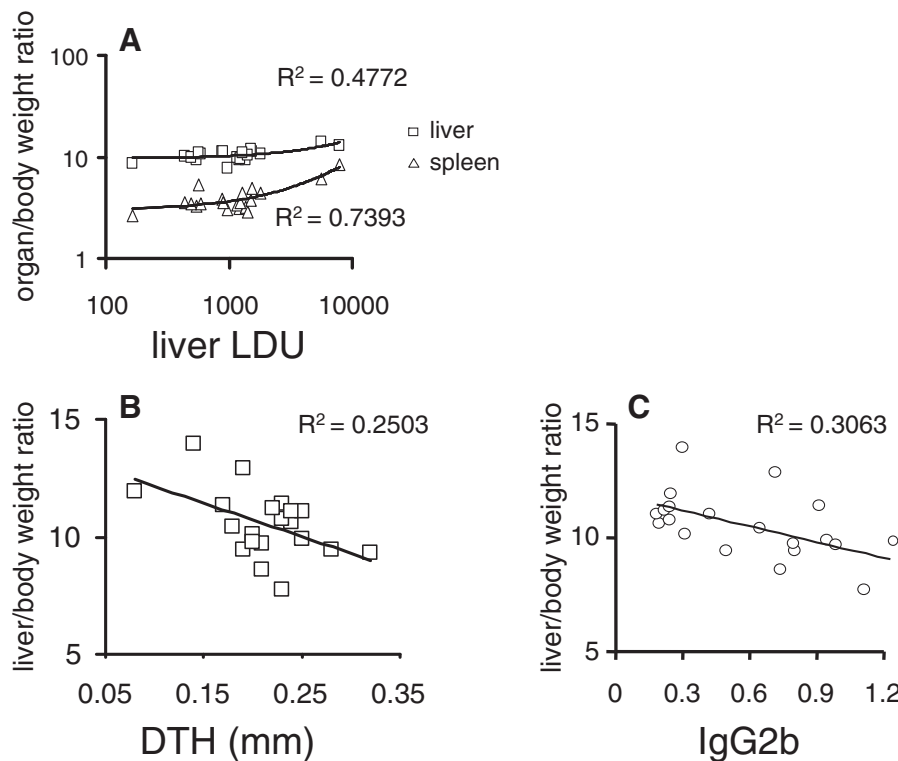 A
organ/body weight ratio
100
10
1
R² = 0.4772
liver
spleen
R² = 0.7393
100
1000
10000
liver LDU
B
liver/body weight ratio
15
10
5
R² = 0.2503
0.05
0.15
0.25
0.35
DTH (mm)
C
liver/body weight ratio
15
10
5
R² = 0.3063
0
0.3
0.6
0.9
1.2
IgG2b